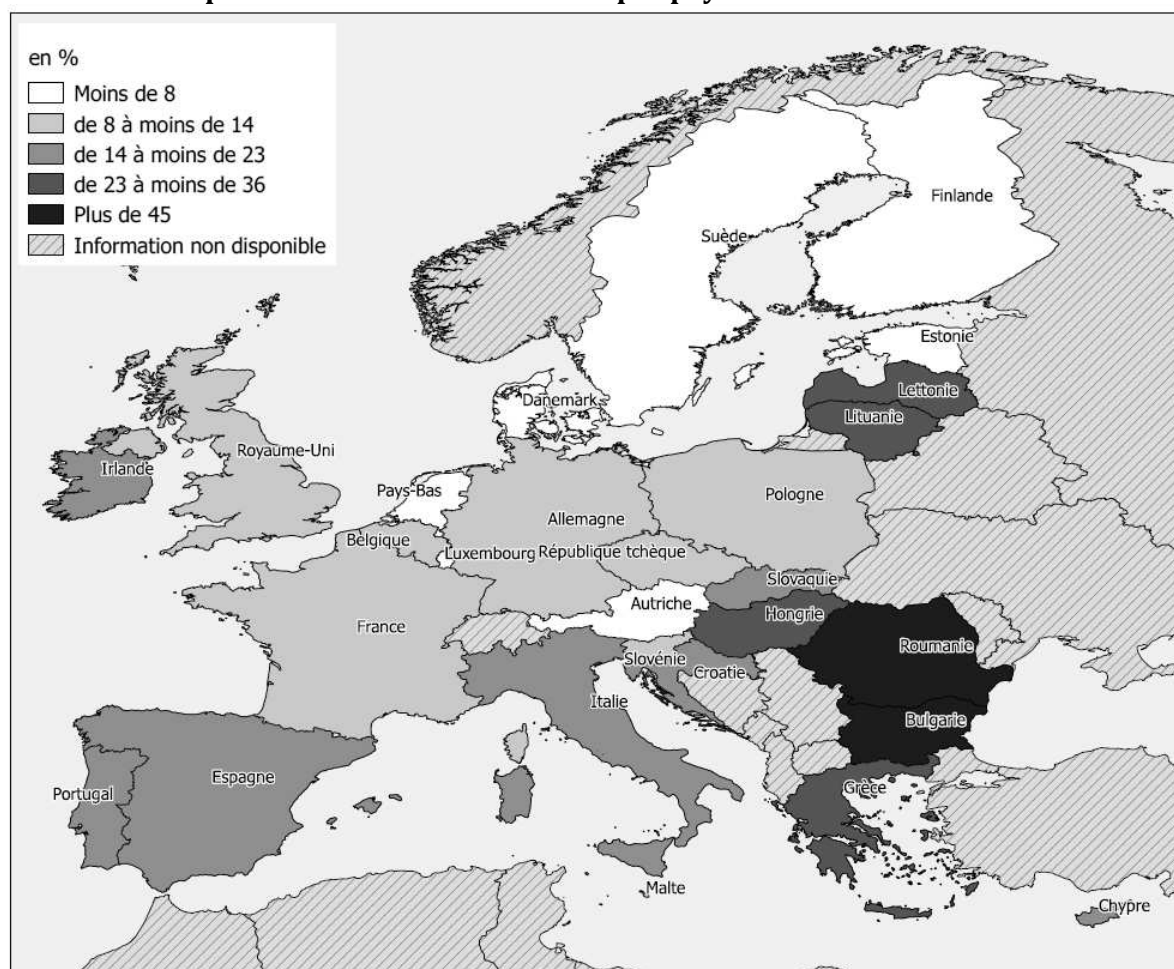 en %
Moins de 8
de 8 à moins de 14
de 14 à moins de 23
de 23 à moins de 36
Plus de 45
Information non disponible
Finlande
Suède
Estonie
Lettonie
Danemark
Lituanie
Royaume-Uni
Irlande
Pays-Bas
Pologne
Allemagne
Belgique
Luxembourg
République tchèque
Slovaquie
Autriche
Hongrie
France
Roumanie
Slovénie
Croatie
Italie
Bulgarie
Espagne
Grèce
Portugal
Malte
Chypre